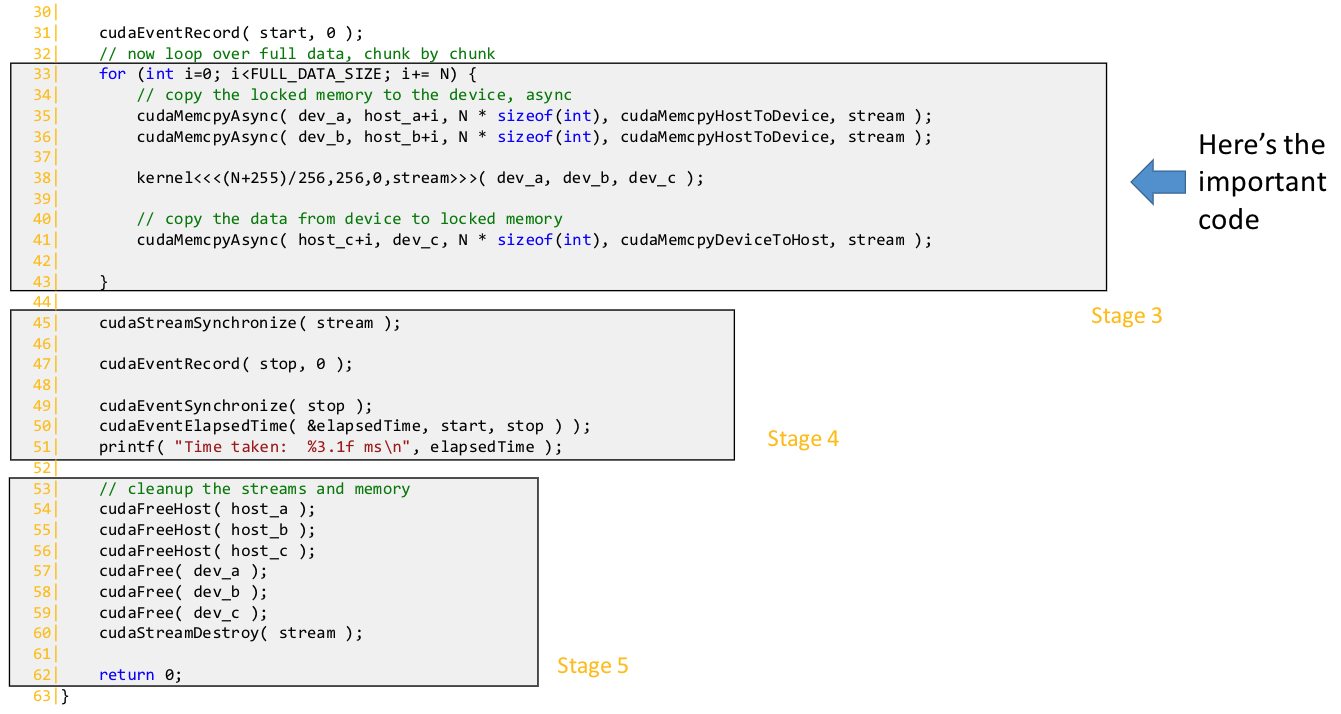 30|
31|    cudaEventRecord( start, 0 );
32|    // now loop over full data, chunk by chunk
33|    for (int i=0; i<FULL_DATA_SIZE; i+= N) {
34|        // copy the locked memory to the device, async
35|        cudaMemcpyAsync( dev_a, host_a+i, N * sizeof(int), cudaMemcpyHostToDevice, stream );
36|        cudaMemcpyAsync( dev_b, host_b+i, N * sizeof(int), cudaMemcpyHostToDevice, stream );
37|
38|        kernel<<<(N+255)/256,256,0,stream>>>( dev_a, dev_b, dev_c );
39|
40|        // copy the data from device to locked memory
41|        cudaMemcpyAsync( host_c+i, dev_c, N * sizeof(int), cudaMemcpyDeviceToHost, stream );
42|
43|    }
44|
Here's the
important
code
Stage 3
45|    cudaStreamSynchronize( stream );
46|
47|    cudaEventRecord( stop, 0 );
48|
49|    cudaEventSynchronize( stop );
50|    cudaEventElapsedTime( &elapsedTime, start, stop ) );
51|    printf( "Time taken:  %3.1f ms\n", elapsedTime );
52|
Stage 4
53|    // cleanup the streams and memory
54|    cudaFreeHost( host_a );
55|    cudaFreeHost( host_b );
56|    cudaFreeHost( host_c );
57|    cudaFree( dev_a );
58|    cudaFree( dev_b );
59|    cudaFree( dev_c );
60|    cudaStreamDestroy( stream );
61|
62|    return 0;
63|}
Stage 5